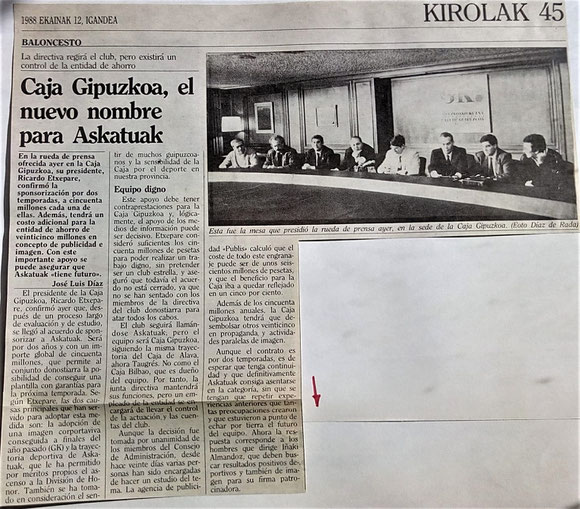 1988 EKAINAK 12, IGANDEA
KIROLAK 45
BALONCESTO
La directiva regirá el club, pero existirá un
control de la entidad de ahorro
Caja Gipuzkoa, el
nuevo nombre
para Askatuak
Esta fue la mesa que presidió la rueda de prensa ayer, en la sede de la Caja Gipuzkoa. (Foto Díaz de Rada)
En la rueda de prensa
ofrecida ayer en la Caja
Gipuzkoa, su presidente,
Ricardo Etxepare,
confirmó la
sponzorización por dos
temporadas, a cincuenta
millones cada una de
ellas. Además, tendrá un
costo adicional para la
entidad de ahorro de
veinticinco millones en
concepto de publicidad e
imagen. Con este
importante apoyo se
puede asegurar que
Askatuak «tiene futuro».
José Luis Díaz
El presidente de la Caja
Gipuzkoa, Ricardo Etxepa-
re, confirmó ayer que, des-
pués de un proceso largo
de evaluación y de estudio,
se llegó al acuerdo de spon-
sorizar a Askatuak. Será
por dos años y con un im-
porte global de cincuenta
millones, que permite al
conjunto donostiarra la po-
sibilidad de conseguir una
plantilla con garantías para
la próxima temporada. Se-
gún Etxepare, las dos cau-
sas principales que han ser-
vido para adoptar esta me-
dida son: la adopción de
una imagen corportaviva
conseguida a finales del
año pasado (GK) y la trayec-
toria deportiva de Askatuak,
que le ha permitido
por méritos propios el as-
censo a la División de Ho-
nor. También se ha toma-
do en consideración el sen-
tir de muchos guipuzcoa-
nos y la sensibilidad de la
Caja por el deporte en
nuestra provincia.
Equipo digno
Este apoyo debe tener
contraprestaciones para la
Caja Gipuzkoa y, lógica-
mente, el apoyo de los me-
dios de información puede
ser decisivo. Etxepare con-
sideró suficientes los cin-
cuenta millones de pesetas
para poder realizar un tra-
bajo digno, sin pretender
ser un club estrella, y ase-
guró que todavía el acuer-
do no está cerrado, ya que
no se han sentado con los
miembros de la directiva
del club donostiarra para
atar todos los cabos.
El club seguirá llamán-
dose Askatuak, pero el
equipo será Caja Gipuzkoa,
siguiendo la misma trayec-
toria del Caja de Alava,
ahora Taugrés. No como el
Caja Bilbao, que es dueño
del equipo. Por tanto, la
junta directiva mantendrá
sus funciones, pero un em-
pleado de la entidad se en-
cargará de llevar el control
de la actuación y las cuen-
tas del club.
Aunque la decisión fue
tomada por unanimidad de
los miembros del Consejo
de Administración, desde
hace veinte días varias per-
sonas han sido encargadas
de hacer un estudio del te-
ma. La agencia de publici-
dad «Publis» calculó que el
coste de todo este engrana-
je puede ser de unos seis-
cientos millones de pesetas,
y que el beneficio para la
Caja iba a quedar reflejado
en un cinco por ciento.
Además de los cincuenta
millones anuales, la Caja
Gipuzkoa tendrá que de-
sembolsar otros veinticinco
en propaganda, y activida-
des paralelas de imagen.
Aunque el contrato es
por dos temporadas, es de
esperar que tenga continui-
dad y que definitivamente
Askatuak consiga asentarse
en la categoría, sin que se
tengan que repetir expe-
riencias anteriores que tan-
tas preocupaciones crearon
y que estuvieron a punto de
echar por tierra el futuro
del equipo. Ahora la res-
puesta corresponde a los
hombres que dirige Iñaki
Almandoz, que deben bus-
car resultados positivos de-
portivos y también de ima-
gen para su firma patro-
cinadora.